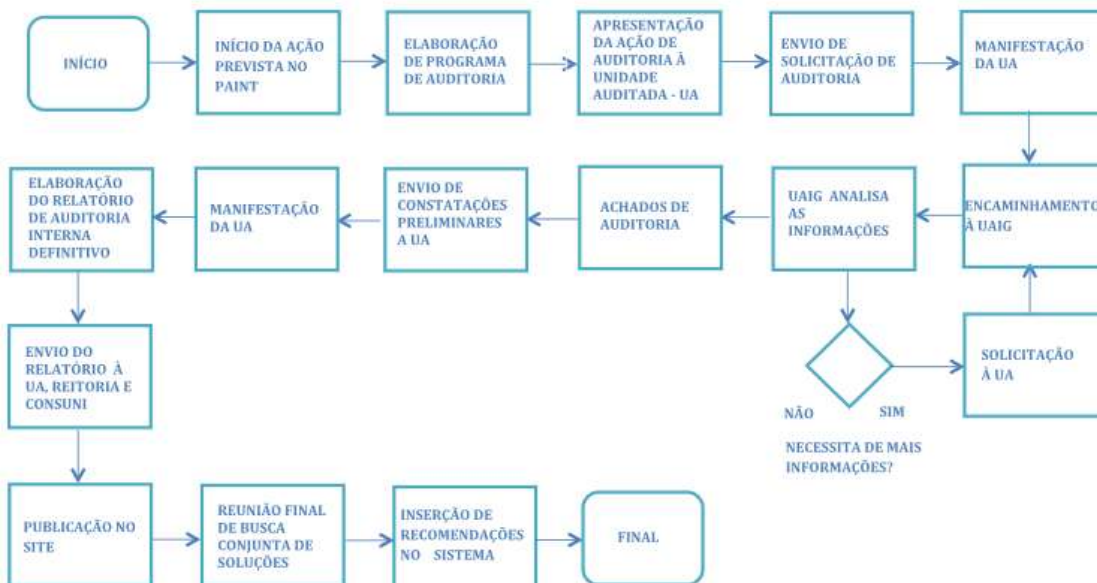 INÍCIO
INÍCIO DA AÇÃO
PREVISTA NO
PAINT
ELABORAÇÃO
DE PROGRAMA
DE AUDITORIA
APRESENTAÇÃO
DA AÇÃO DE
AUDITORIA À
UNIDADE
AUDITADA - UA
ENVIO DE
SOLICITAÇÃO DE
AUDITORIA
MANIFESTAÇÃO
DA UA
ENCAMINHAMENTO
À UAIG
UAIG ANALISA
AS
INFORMAÇÕES
ACHADOS DE
AUDITORIA
ENVIO DE
CONSTATAÇÕES
PRELIMINARES
A UA
MANIFESTAÇÃO
DA UA
ELABORAÇÃO
DO RELATÓRIO
DE AUDITORIA
INTERNA
DEFINITIVO
ENVIO DO
RELATÓRIO À
UA, REITORIA E
CONSUNI
SOLICITAÇÃO
À UA
NÃO SIM
NECESSITA DE MAIS
INFORMAÇÕES?
PUBLICAÇÃO NO
SITE
REUNIÃO FINAL
DE BUSCA
CONJUNTA DE
SOLUÇÕES
INSERÇÃO DE
RECOMENDAÇÕES
NO SISTEMA
FINAL